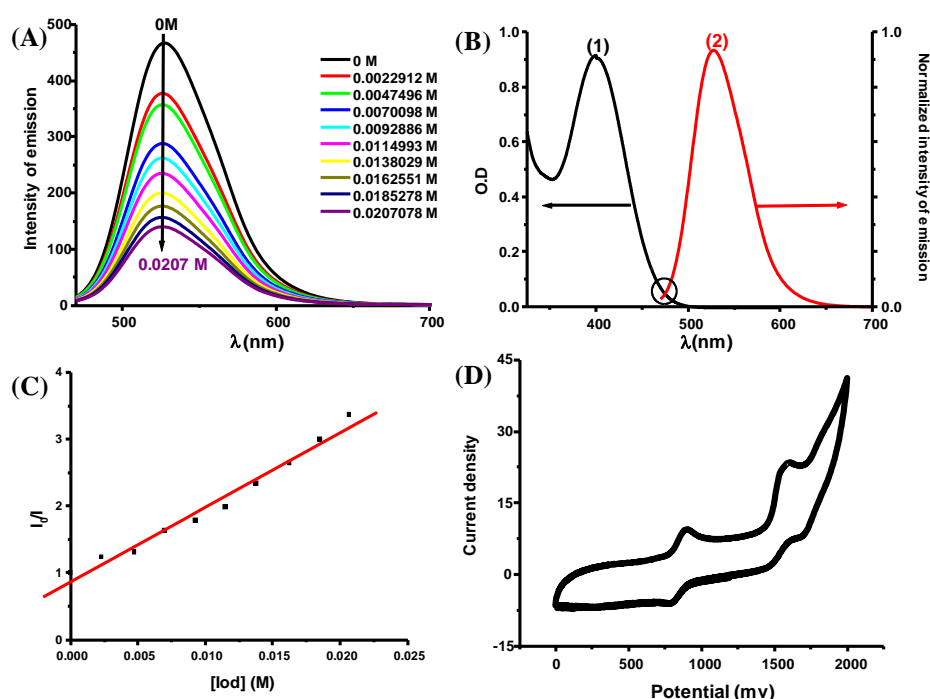 (A)
500
400
300
200
100
0
500
600
700
Intensity of emission
λ(nm)
0M
0.0207 M
0 M
0.0022912 M
0.0047496 M
0.0070098 M
0.0092886 M
0.0114993 M
0.0138029 M
0.0162551 M
0.0185278 M
0.0207078 M
(B)
(1)
(2)
1.0
0.8
0.6
0.4
0.2
0.0
400
500
600
700
O.D
λ(nm)
1.0
0.0
Normalized intensity of emission
(C)
4
3
2
1
0
0.000
0.005
0.010
0.015
0.020
0.025
I₀/I
[Iod] (M)
(D)
45
30
15
0
-15
0
500
1000
1500
2000
Current density
Potential (mv)